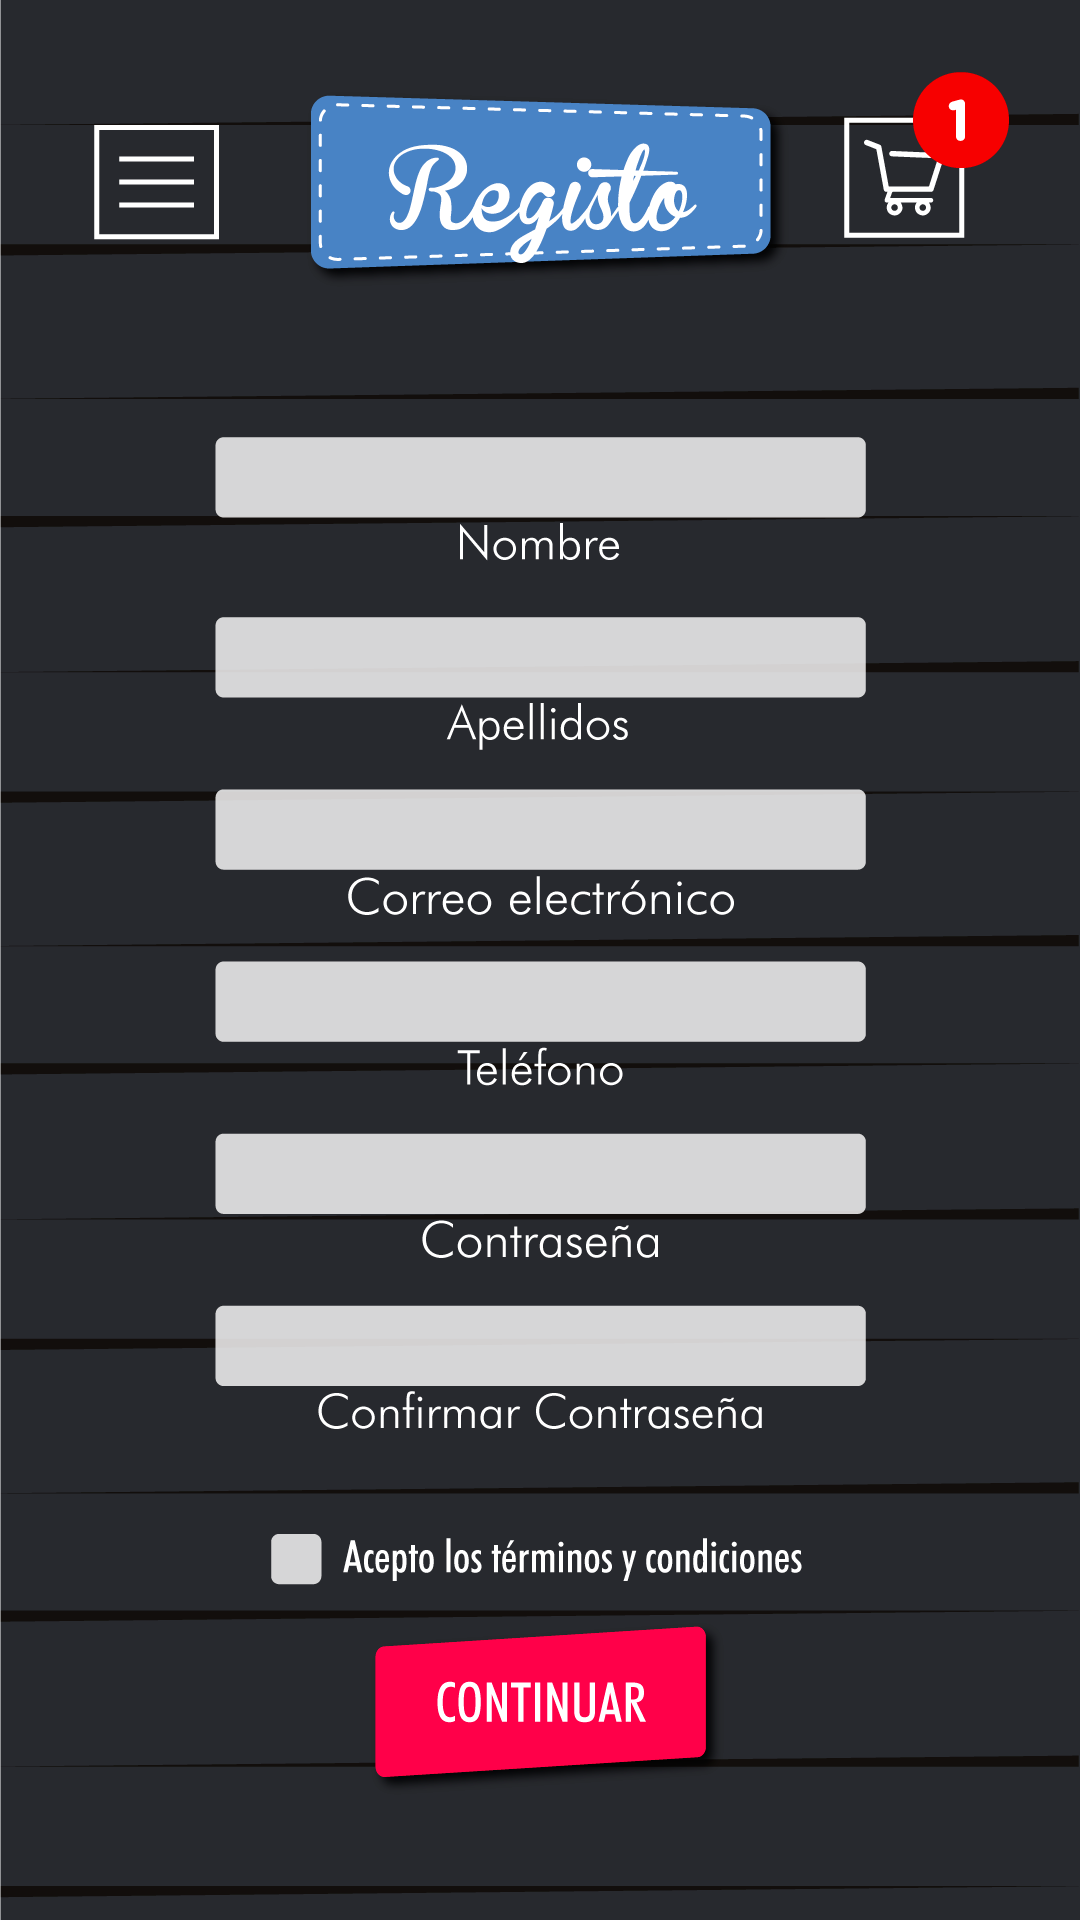 Registo
1
Nombre
Apellidos
Correo electrónico
Teléfono
Contraseña
Confirmar Contraseña
Acepto los términos y condiciones
CONTINUAR